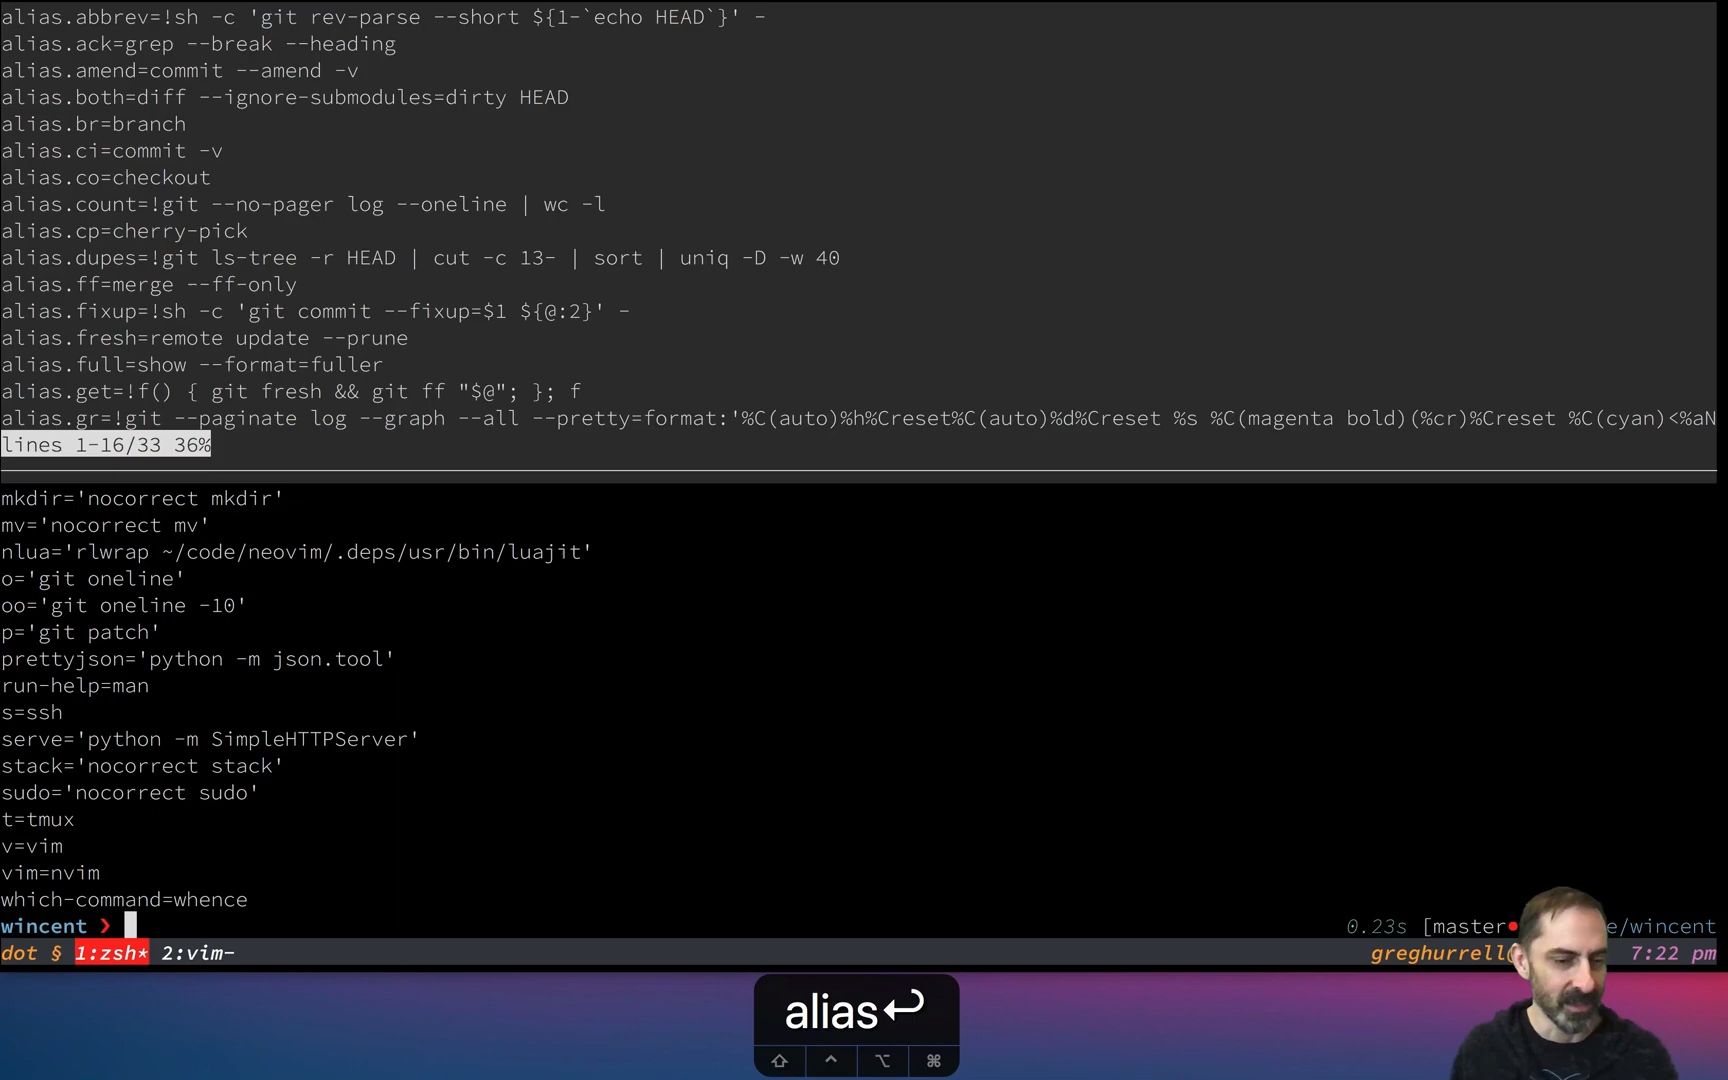 alias.abbrev=!sh -c 'git rev-parse --short ${1-`echo HEAD`}' -
alias.ack=grep --break --heading
alias.amend=commit --amend -v
alias.both=diff --ignore-submodules=dirty HEAD
alias.br=branch
alias.ci=commit -v
alias.co=checkout
alias.count=!git --no-pager log --oneline | wc -l
alias.cp=cherry-pick
alias.dupes=!git ls-tree -r HEAD | cut -c 13- | sort | uniq -D -w 40
alias.ff=merge --ff-only
alias.fixup=!sh -c 'git commit --fixup=$1 ${@:2}' -
alias.fresh=remote update --prune
alias.full=show --format=fuller
alias.get=!f() { git fresh && git ff "$@"; }; f
alias.gr=!git --paginate log --graph --all --pretty=format:'%C(auto)%h%Creset%C(auto)%d%Creset %s %C(magenta bold)(%cr)%Creset %C(cyan)<%aN
lines 1-16/33 36%
mkdir='nocorrect mkdir'
mv='nocorrect mv'
nlua='rlwrap ~/code/neovim/.deps/usr/bin/luajit'
o='git oneline'
oo='git oneline -10'
p='git patch'
prettyjson='python -m json.tool'
run-help=man
s=ssh
serve='python -m SimpleHTTPServer'
stack='nocorrect stack'
sudo='nocorrect sudo'
t=tmux
v=vim
vim=nvim
which-command=whence
wincent ❯ 0.23s [master● e/wincent
dot § 1:zsh* 2:vim- greghurrell@ 7:22 pm
alias↩
⇧ ^ ⌥ ⌘